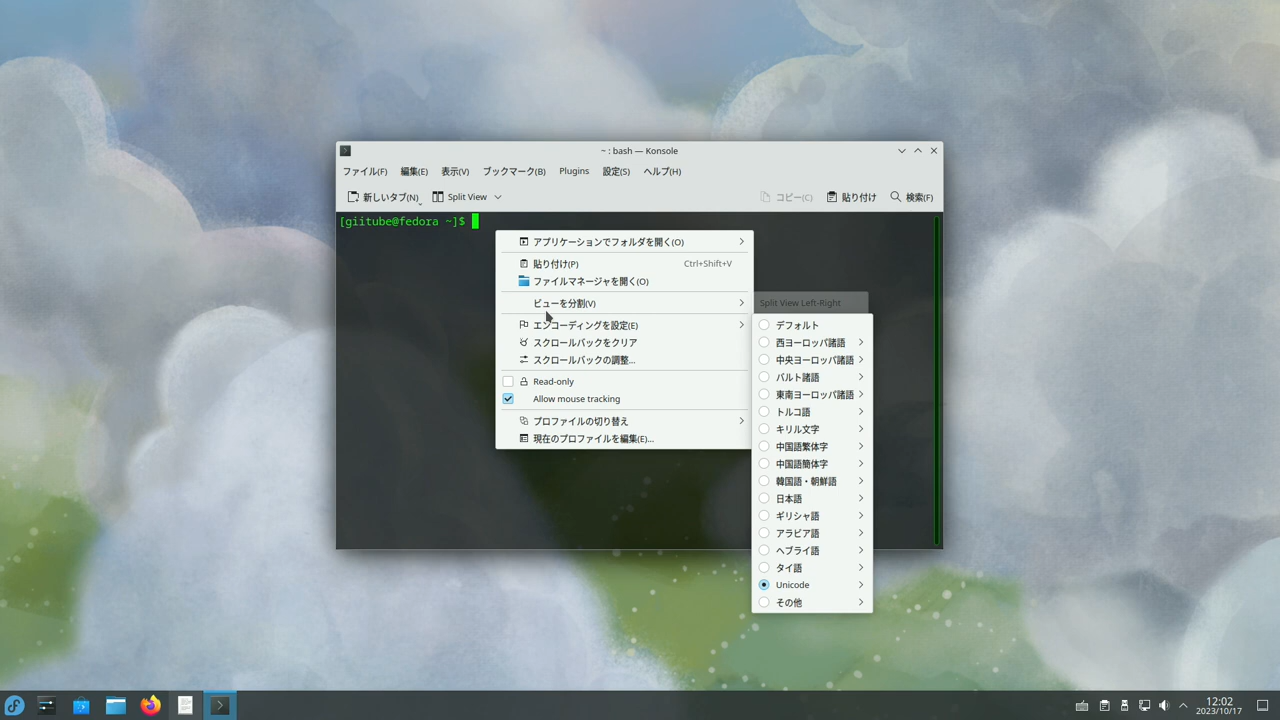 ~ : bash — Konsole
ファイル(F) 編集(E) 表示(V) ブックマーク(B) Plugins 設定(S) ヘルプ(H)
新しいタブ(N) Split View コピー(C) 貼り付け 検索(F)
[giitube@fedora ~]$
アプリケーションでフォルダを開く(O)
貼り付け(P) Ctrl+Shift+V
ファイルマネージャを開く(O)
ビューを分割(V)
Split View Left-Right
エンコーディングを設定(E)
スクロールバックをクリア
スクロールバックの調整...
Read-only
Allow mouse tracking
プロファイルの切り替え
現在のプロファイルを編集(E)...
デフォルト
西ヨーロッパ諸語
中央ヨーロッパ諸語
バルト諸語
東南ヨーロッパ諸語
トルコ語
キリル文字
中国語繁体字
中国語簡体字
韓国語・朝鮮語
日本語
ギリシャ語
アラビア語
ヘブライ語
タイ語
Unicode
その他
12:02
2023/10/17